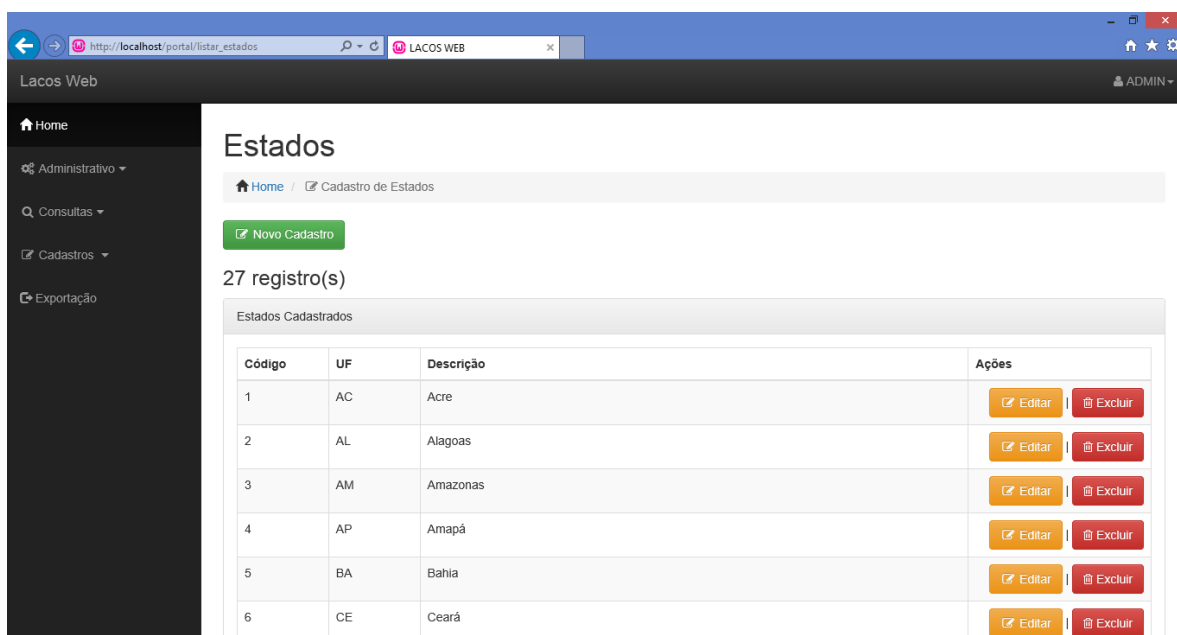 http://localhost/portal/listar_estados
LACOS WEB
Lacos Web
ADMIN
Home
Administrativo
Consultas
Cadastros
Exportação
Estados
Home / Cadastro de Estados
Novo Cadastro
27 registro(s)
Estados Cadastrados
Código UF Descrição Ações
1 AC Acre Editar | Excluir
2 AL Alagoas Editar | Excluir
3 AM Amazonas Editar | Excluir
4 AP Amapá Editar | Excluir
5 BA Bahia Editar | Excluir
6 CE Ceará Editar | Excluir